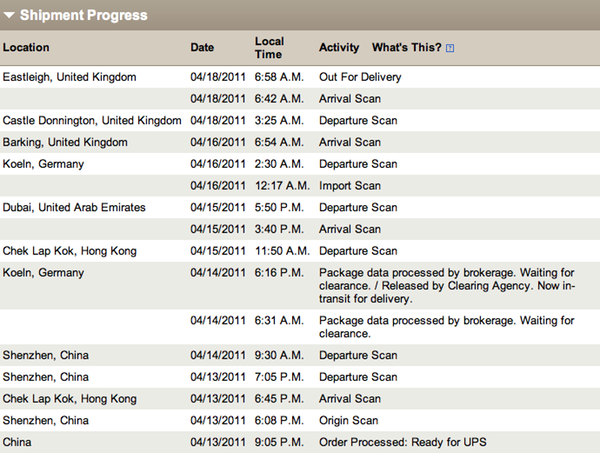 Shipment Progress
Location Date Local Time Activity What's This? ?
Eastleigh, United Kingdom 04/18/2011 6:58 A.M. Out For Delivery
04/18/2011 6:42 A.M. Arrival Scan
Castle Donnington, United Kingdom 04/18/2011 3:25 A.M. Departure Scan
Barking, United Kingdom 04/16/2011 6:54 A.M. Arrival Scan
Koeln, Germany 04/16/2011 2:30 A.M. Departure Scan
04/16/2011 12:17 A.M. Import Scan
Dubai, United Arab Emirates 04/15/2011 5:50 P.M. Departure Scan
04/15/2011 3:40 P.M. Arrival Scan
Chek Lap Kok, Hong Kong 04/15/2011 11:50 A.M. Departure Scan
Koeln, Germany 04/14/2011 6:16 P.M. Package data processed by brokerage. Waiting for
clearance. / Released by Clearing Agency. Now in-
transit for delivery.
04/14/2011 6:31 A.M. Package data processed by brokerage. Waiting for
clearance.
Shenzhen, China 04/14/2011 9:30 A.M. Departure Scan
Shenzhen, China 04/13/2011 7:05 P.M. Departure Scan
Chek Lap Kok, Hong Kong 04/13/2011 6:45 P.M. Arrival Scan
Shenzhen, China 04/13/2011 6:08 P.M. Origin Scan
China 04/13/2011 9:05 P.M. Order Processed: Ready for UPS